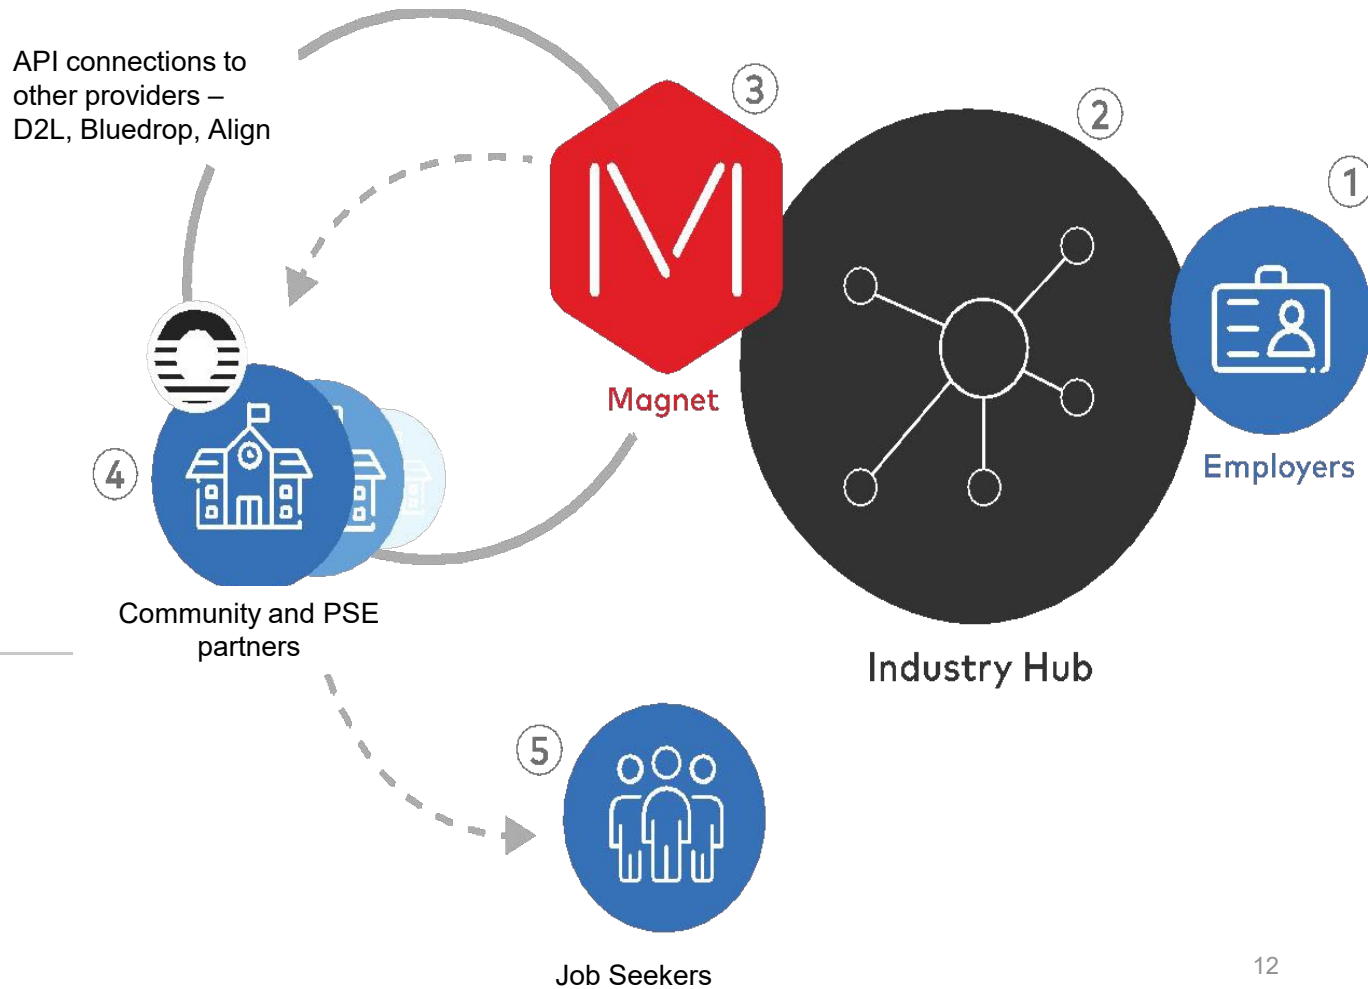 API connections to
other providers –
D2L, Bluedrop, Align
3
2
1
M
Magnet
Employers
4
Community and PSE
partners
Industry Hub
5
Job Seekers
12